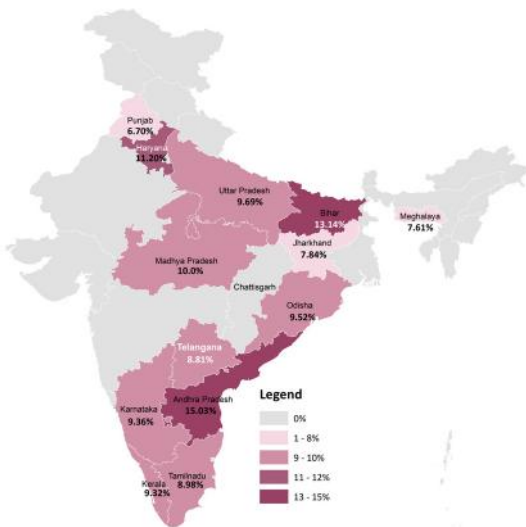 Punjab
6.70%
Haryana
11.20%
Uttar Pradesh
9.69%
Bihar
13.14%
Meghalaya
7.61%
Jharkhand
7.84%
Madhya Pradesh
10.0%
Chattisgarh
Odisha
9.52%
Telangana
8.81%
Andhra Pradesh
15.03%
Karnataka
9.36%
Kerala
9.32%
Tamilnadu
8.98%
Legend
0%
1 - 8%
9 - 10%
11 - 12%
13 - 15%